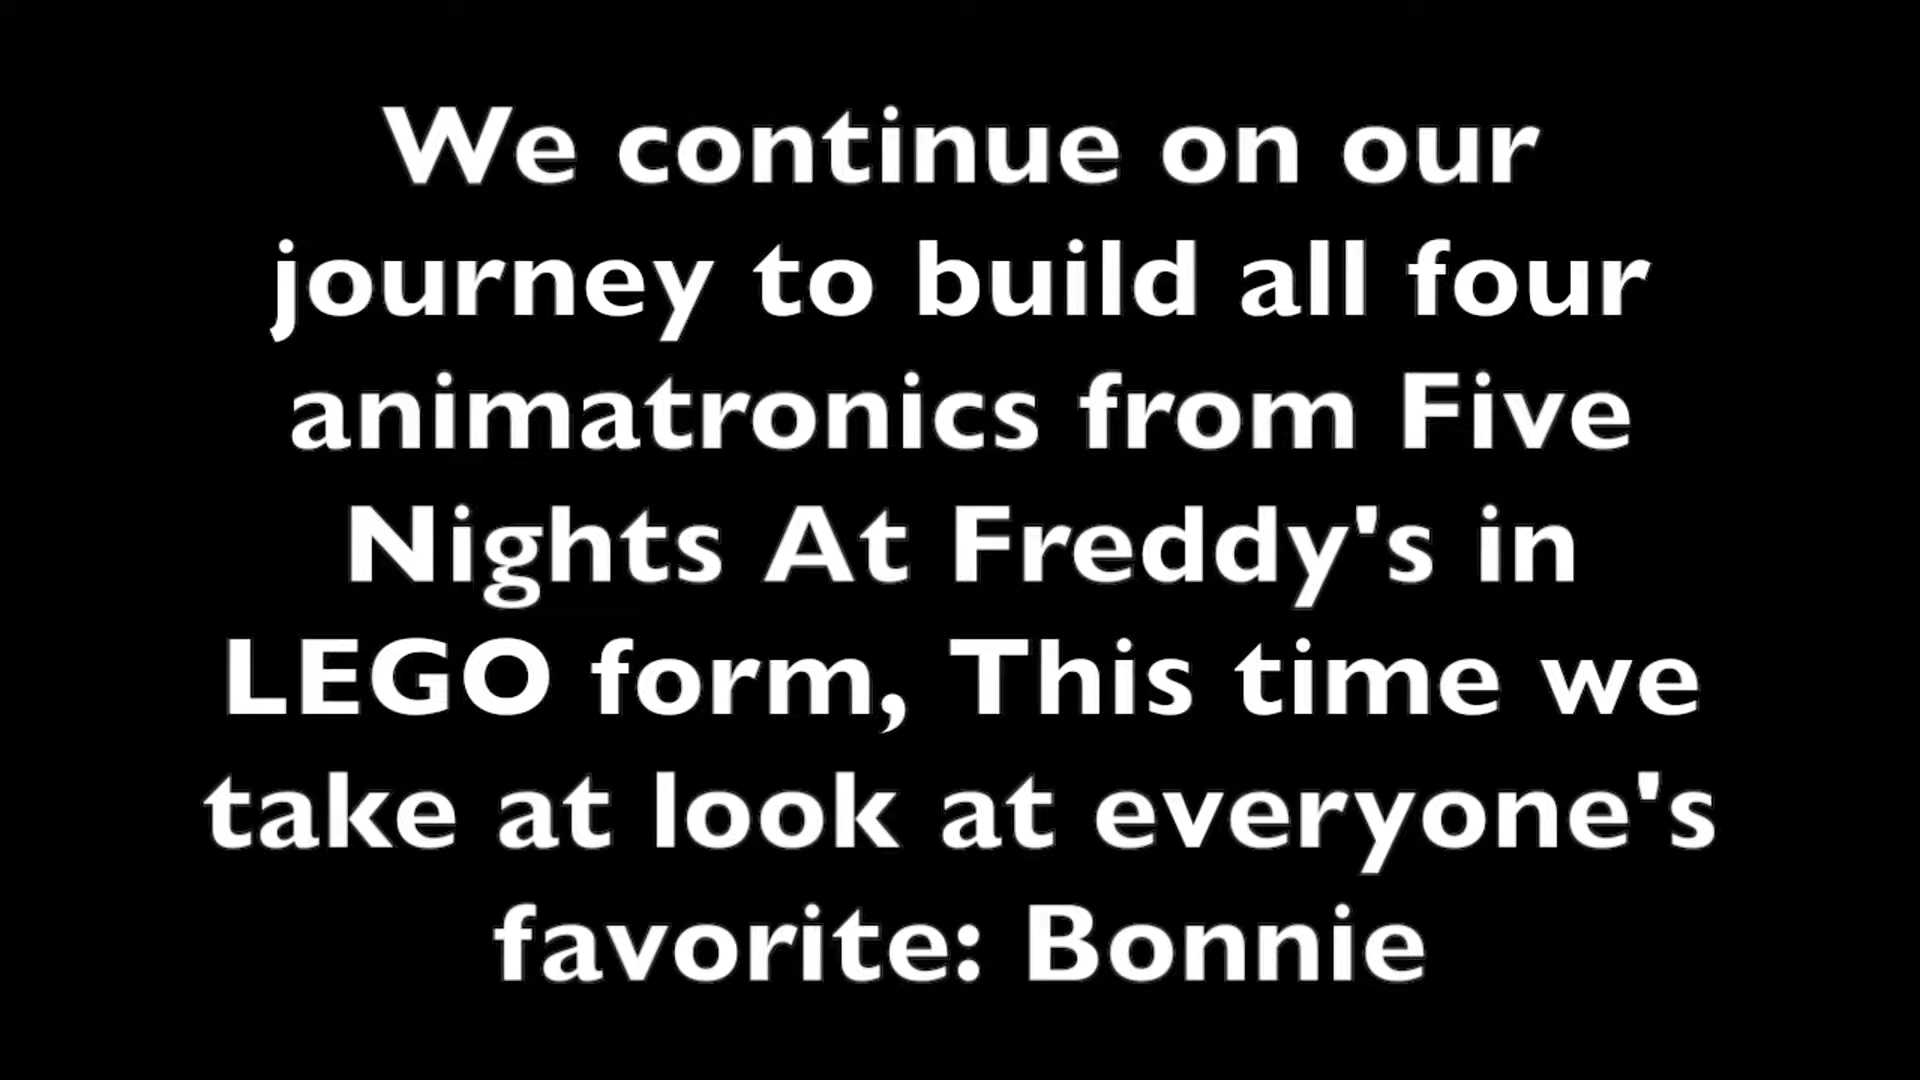 We continue on our
journey to build all four
animatronics from Five
Nights At Freddy's in
LEGO form, This time we
take at look at everyone's
favorite: Bonnie